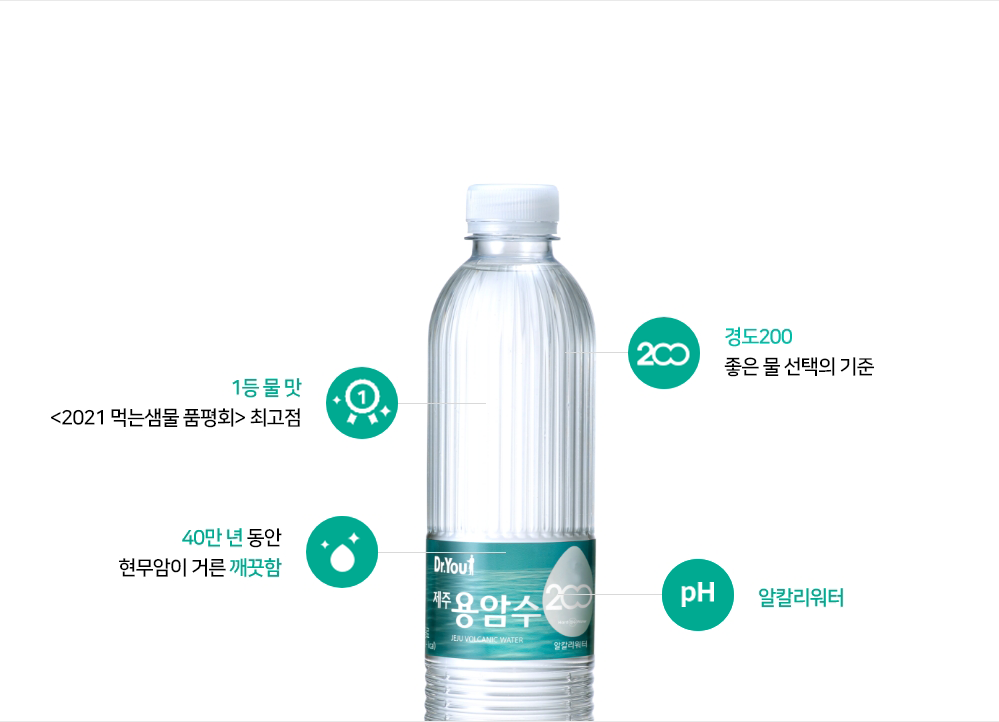 경도200
좋은 물 선택의 기준
200
1등 물 맛
<2021 먹는샘물 품평회> 최고점
1
40만 년 동안
현무암이 거른 깨끗함
Dr.You
제주 용암수
200
JEJU VOLCANIC WATER
알칼리워터
pH
알칼리워터